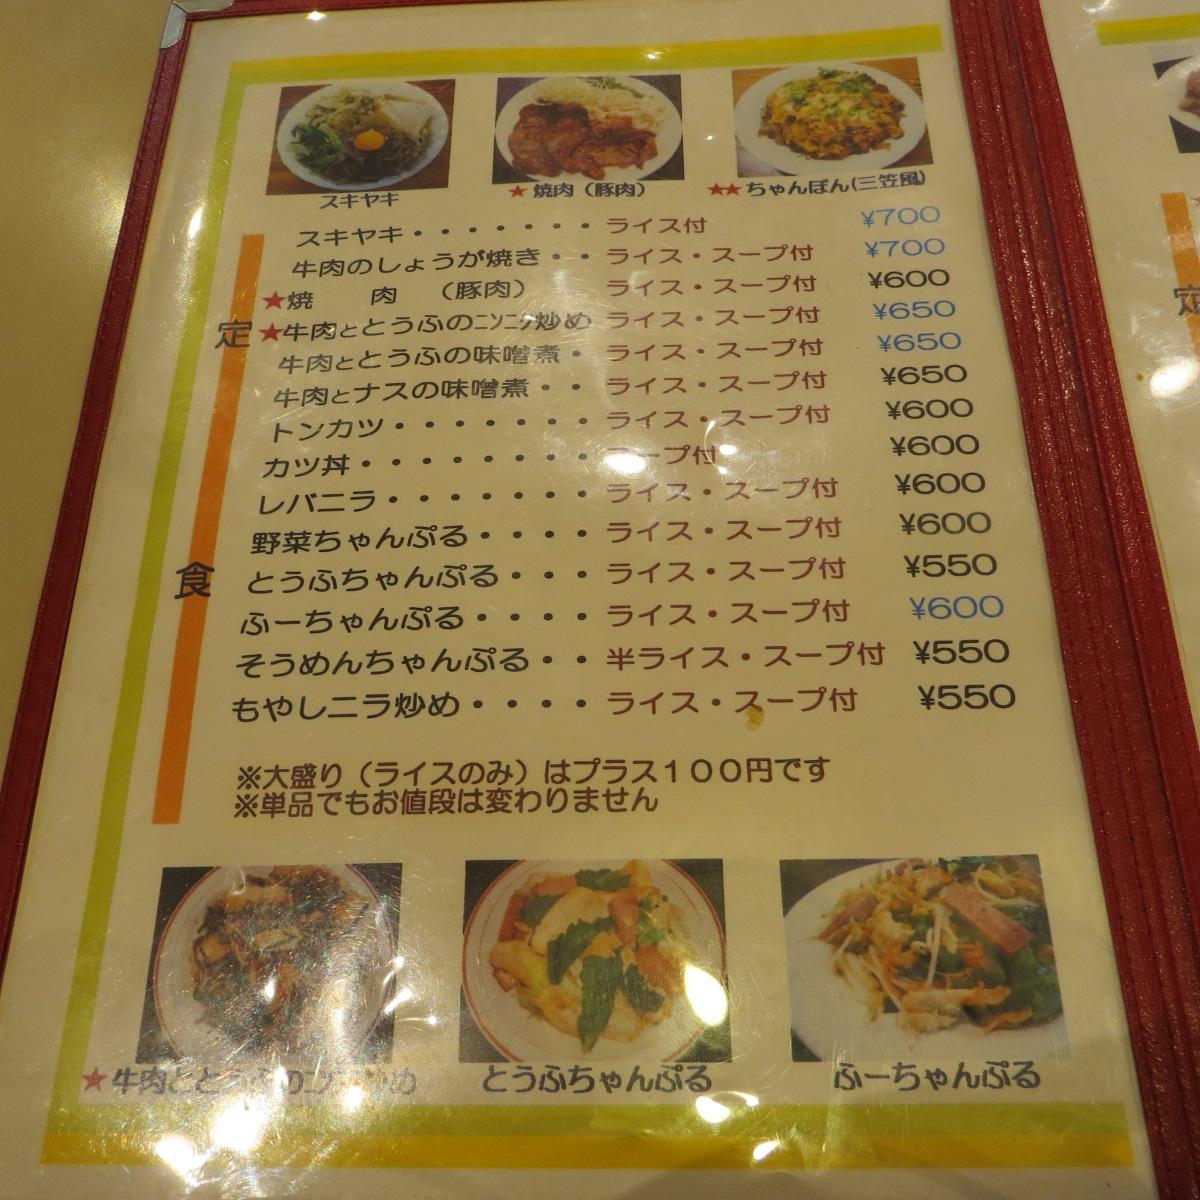 スキヤキ
★焼肉(豚肉)
★★ちゃんぽん(三笠風)
定食
スキヤキ・・・・・・・ライス付 ¥700
牛肉のしょうが焼き・・ライス・スープ付 ¥700
★焼 肉 (豚肉) ライス・スープ付 ¥600
★牛肉ととうふのニンニク炒め ライス・スープ付 ¥650
牛肉ととうふの味噌煮・ライス・スープ付 ¥650
牛肉とナスの味噌煮・・ライス・スープ付 ¥650
トンカツ・・・・・・・ライス・スープ付 ¥600
カツ丼・・・・・・・・スープ付 ¥600
レバニラ・・・・・・・ライス・スープ付 ¥600
野菜ちゃんぷる・・・・ライス・スープ付 ¥600
とうふちゃんぷる・・・ライス・スープ付 ¥550
ふーちゃんぷる・・・・ライス・スープ付 ¥600
そうめんちゃんぷる・・半ライス・スープ付 ¥550
もやしニラ炒め・・・・ライス・スープ付 ¥550
※大盛り(ライスのみ)はプラス100円です
※単品でもお値段は変わりません
★牛肉ととうふのニンニク炒め
とうふちゃんぷる
ふーちゃんぷる
定